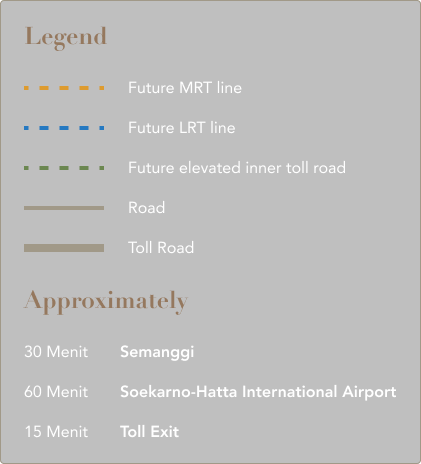 Legend
Future MRT line
Future LRT line
Future elevated inner toll road
Road
Toll Road
Approximately
30 Menit Semanggi
60 Menit Soekarno-Hatta International Airport
15 Menit Toll Exit